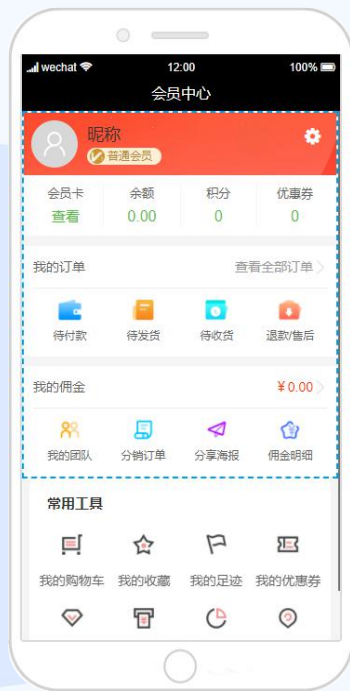 wechat 12:00 100%
会员中心
昵称
普通会员
会员卡 余额 积分 优惠券
查看 0.00 0 0
我的订单 查看全部订单
待付款 待发货 待收货 退款/售后
我的佣金 ¥0.00
我的团队 分销订单 分享海报 佣金明细
常用工具
我的购物车 我的收藏 我的足迹 我的优惠券